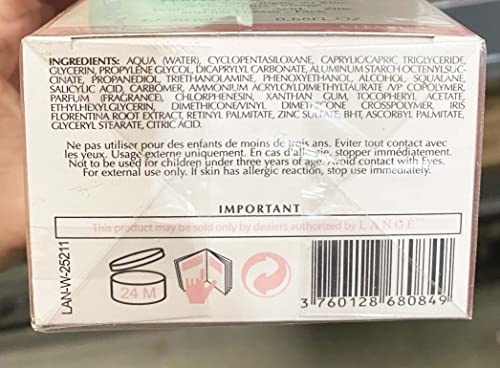 INGREDIENTS: AQUA (WATER), CYCLOPENTASILOXANE, CAPRYLIC/CAPRIC TRIGLYCERIDE,
GLYCERIN, PROPYLENE GLYCOL, DICAPRYLYL CARBONATE, ALUMINUM STARCH OCTENYLSUC-
CINATE, PROPANEDIOL, TRIETHANOLAMINE, PHENOXYETHANOL, ALCOHOL, SQUALANE,
SALICYLIC ACID, CARBOMER, AMMONIUM ACRYLOYLDIMETHYLTAURATE /VP COPOLYMER,
PARFUM (FRAGRANCE), CHLORPHENESIN, XANTHAN GUM, TOCOPHERYL ACETATE,
ETHYLHEXYLGLYCERIN, DIMETHICONE/VINYL DIMETHICONE CROSSPOLYMER, IRIS
FLORENTINA ROOT EXTRACT, RETINYL PALMITATE, ZINC SULFATE, BHT, ASCORBYL PALMITATE,
GLYCERYL STEARATE, CITRIC ACID.
Ne pas utiliser pour des enfants de moins de trois ans. Eviter tout contact avec
les yeux. Usage externe uniquement. En cas d'allergie, stopper immédiatement.
Not to be used for children under three years of age. Avoid contact with Eyes.
For external use only. If skin has allergic reaction, stop use immediately.
IMPORTANT
This product may be sold only by dealers authorized by LANGÉ™
LAN-W-25211
24 M
3 760128 680849